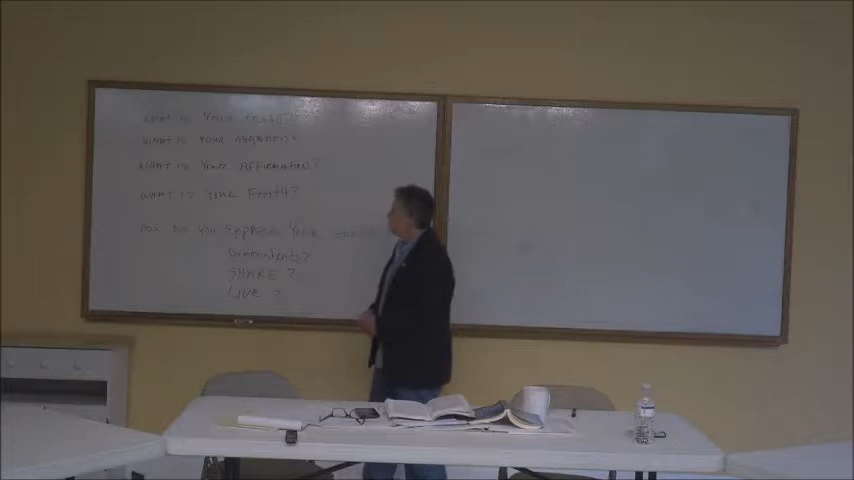 WHAT IS YOUR
WHAT IS YOUR
WHAT IS YOUR AFFIRMATION?
WHAT IS YOUR FAITH?
HOW DO YOU EXPRESS YOUR
Demonstrate?
SHARE ?
LIVE ?